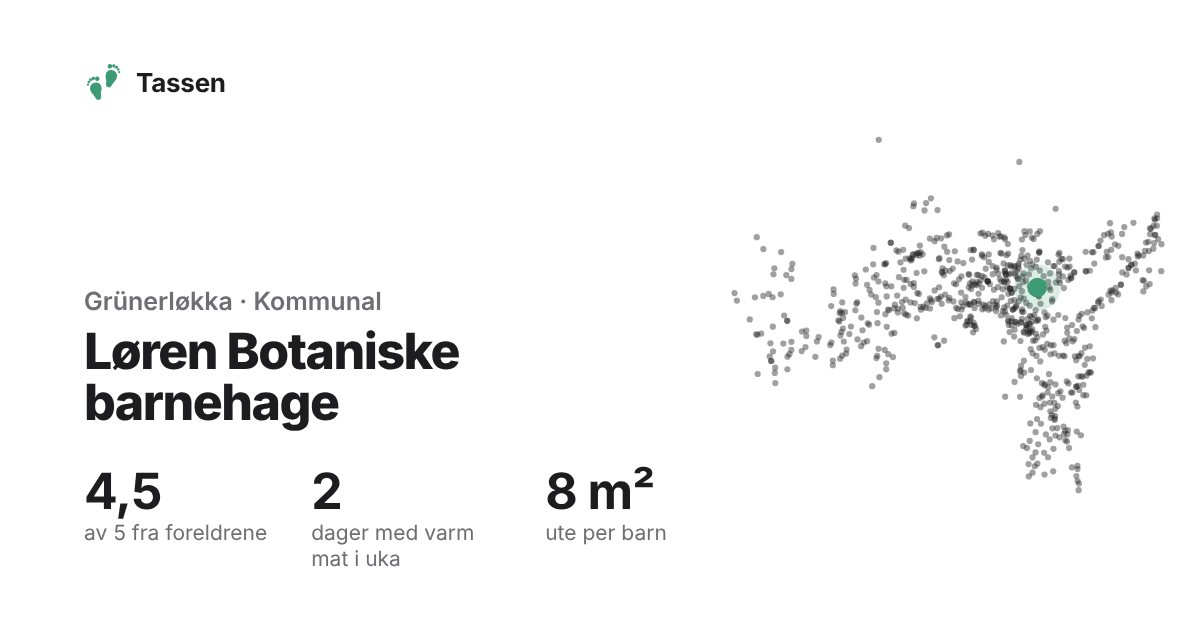 Tassen
Grünerløkka · Kommunal
Løren Botaniske
barnehage
4,5
av 5 fra foreldrene
2
dager med varm
mat i uka
8 m²
ute per barn